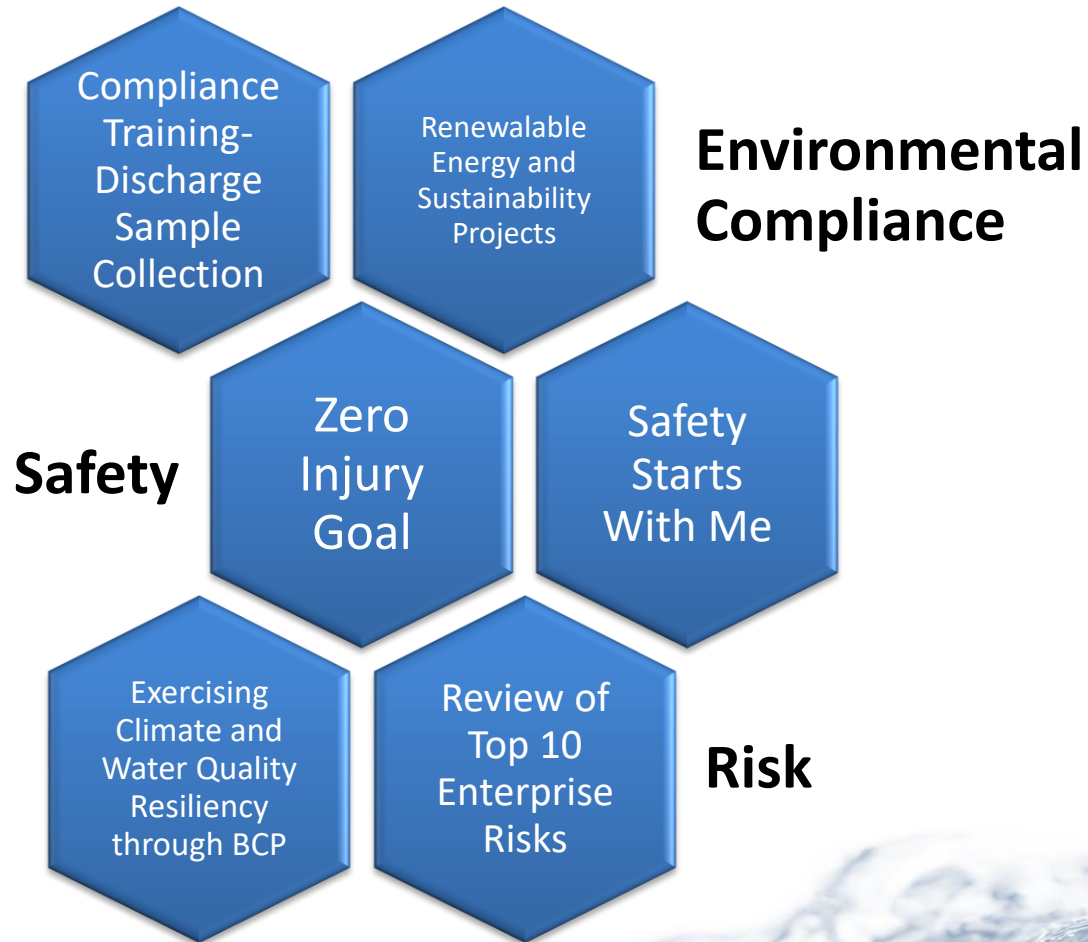 Compliance
Training-
Discharge
Sample
Collection
Renewalable
Energy and
Sustainability
Projects
Environmental
Compliance
Safety
Zero
Injury
Goal
Safety
Starts
With Me
Exercising
Climate and
Water Quality
Resiliency
through BCP
Review of
Top 10
Enterprise
Risks
Risk